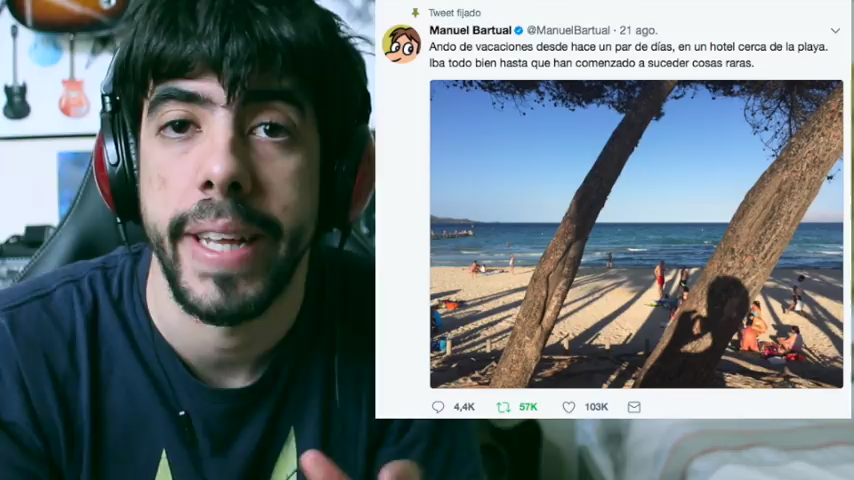 Tweet fijado
Manuel Bartual @ManuelBartual · 21 ago.
Ando de vacaciones desde hace un par de días, en un hotel cerca de la playa.
Iba todo bien hasta que han comenzado a suceder cosas raras.
4,4K 57K 103K